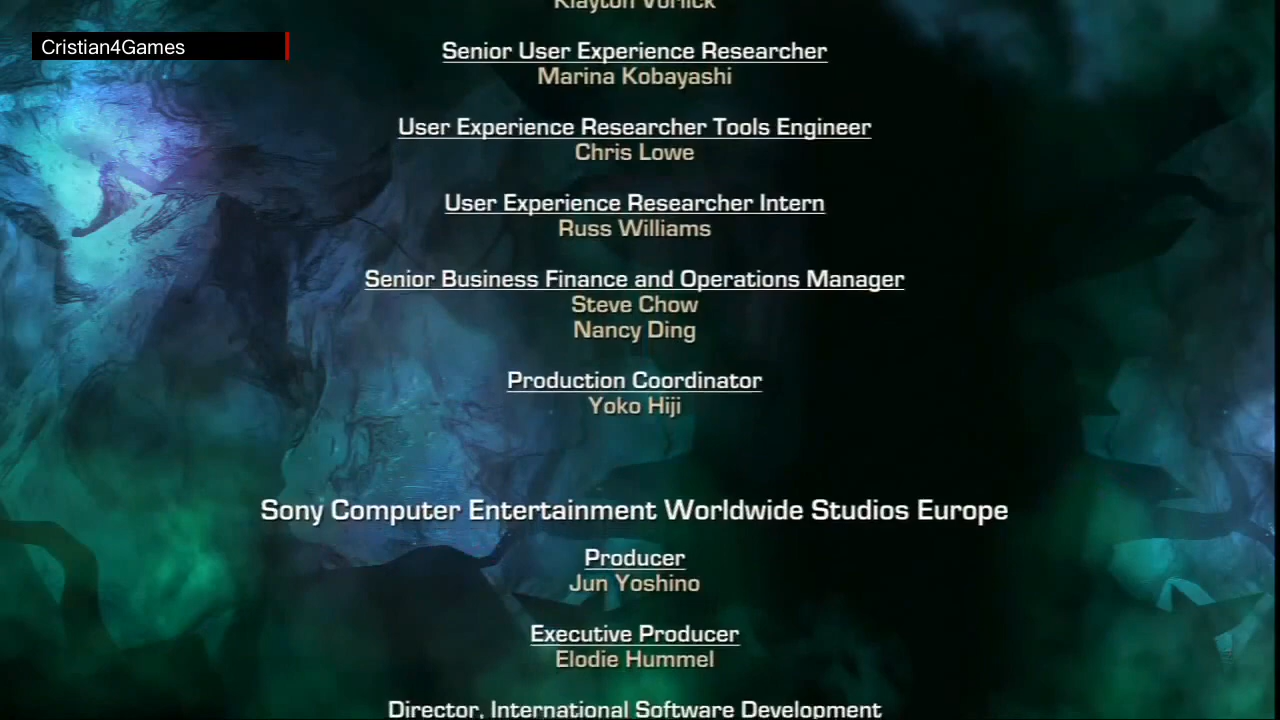 Klayton Vorlick
Cristian4Games
Senior User Experience Researcher
Marina Kobayashi
User Experience Researcher Tools Engineer
Chris Lowe
User Experience Researcher Intern
Russ Williams
Senior Business Finance and Operations Manager
Steve Chow
Nancy Ding
Production Coordinator
Yoko Hiji
Sony Computer Entertainment Worldwide Studios Europe
Producer
Jun Yoshino
Executive Producer
Elodie Hummel
Director, International Software Development